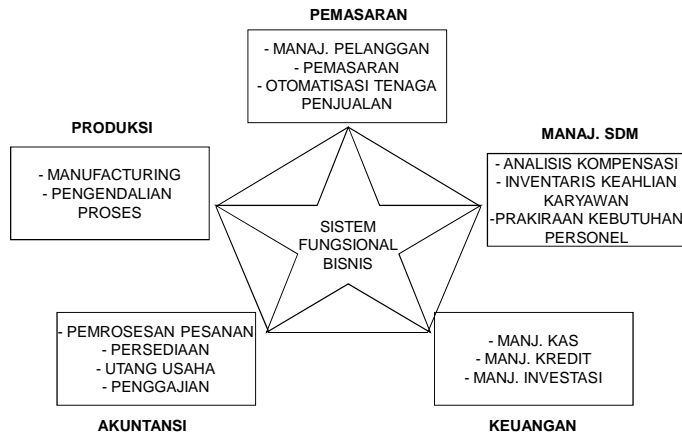 PEMASARAN
- MANAJ. PELANGGAN
- PEMASARAN
- OTOMATISASI TENAGA
PENJUALAN
PRODUKSI
- MANUFACTURING
- PENGENDALIAN
PROSES
MANAJ. SDM
- ANALISIS KOMPENSASI
- INVENTARIS KEAHLIAN
KARYAWAN
-PRAKIRAAN KEBUTUHAN
PERSONEL
SISTEM
FUNGSIONAL
BISNIS
- PEMROSESAN PESANAN
- PERSEDIAAN
- UTANG USAHA
- PENGGAJIAN
AKUNTANSI
- MANJ. KAS
- MANJ. KREDIT
- MANJ. INVESTASI
KEUANGAN